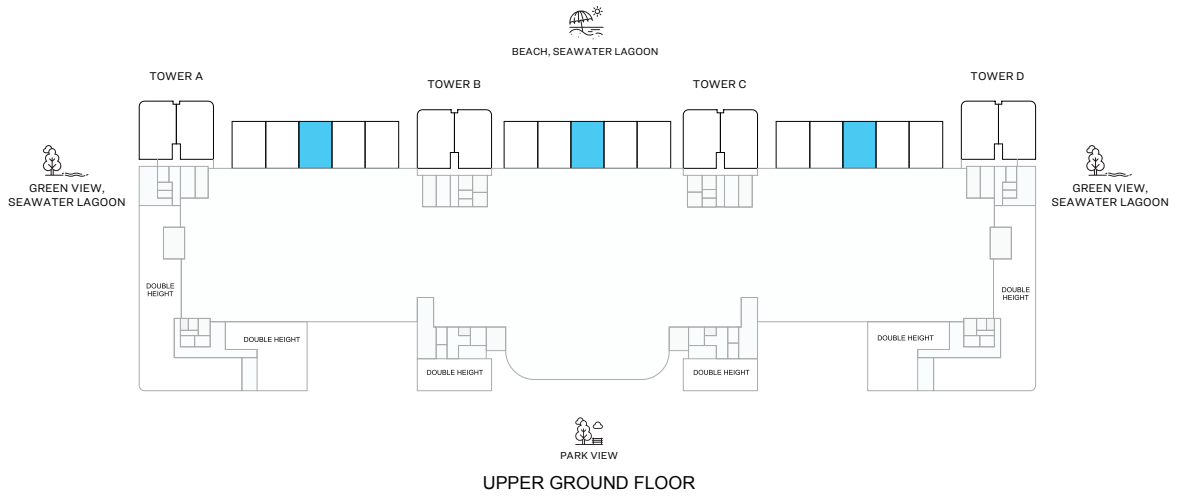 BEACH, SEAWATER LAGOON
TOWER A
TOWER B
TOWER C
TOWER D
GREEN VIEW,
SEAWATER LAGOON
GREEN VIEW,
SEAWATER LAGOON
DOUBLE
HEIGHT
DOUBLE
HEIGHT
DOUBLE HEIGHT
DOUBLE HEIGHT
DOUBLE HEIGHT
DOUBLE HEIGHT
PARK VIEW
UPPER GROUND FLOOR